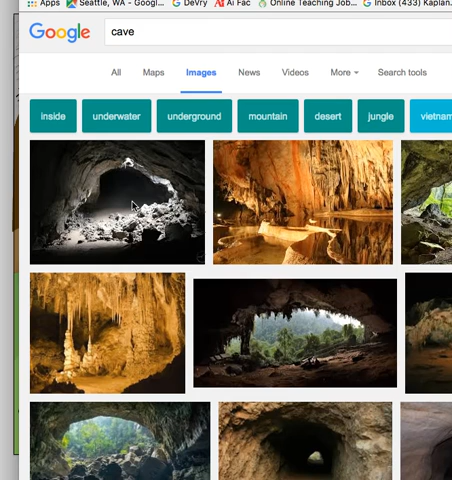 Apps Seattle, WA - Googl... DeVry Ai Fac Online Teaching Job... Inbox (433) Kaplan.
Google cave
All Maps Images News Videos More Search tools
inside underwater underground mountain desert jungle vietnam